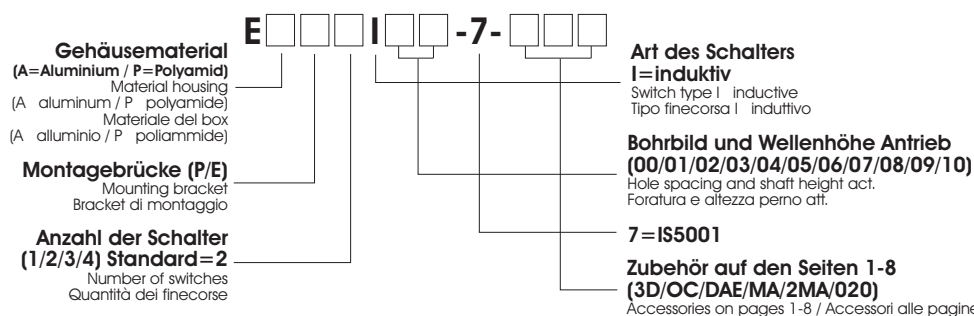 E□□□I□□-7-□□□
Gehäusematerial
(A=Aluminium / P=Polyamid)
Material housing
(A aluminum / P polyamide)
Materiale del box
(A alluminio / P poliammide)
Montagebrücke (P/E)
Mounting bracket
Bracket di montaggio
Anzahl der Schalter
(1/2/3/4) Standard=2
Number of switches
Quantità dei finecorse
Art des Schalters
I=induktiv
Switch type I inductive
Tipo finecorsa I induttivo
Bohrbild und Wellenhöhe Antrieb
(00/01/02/03/04/05/06/07/08/09/10)
Hole spacing and shaft height act.
Foratura e altezza perno att.
7=IS5001
Zubehör auf den Seiten 1-8
(3D/OC/DAE/MA/2MA/020)
Accessories on pages 1-8 / Accessori alle pagine